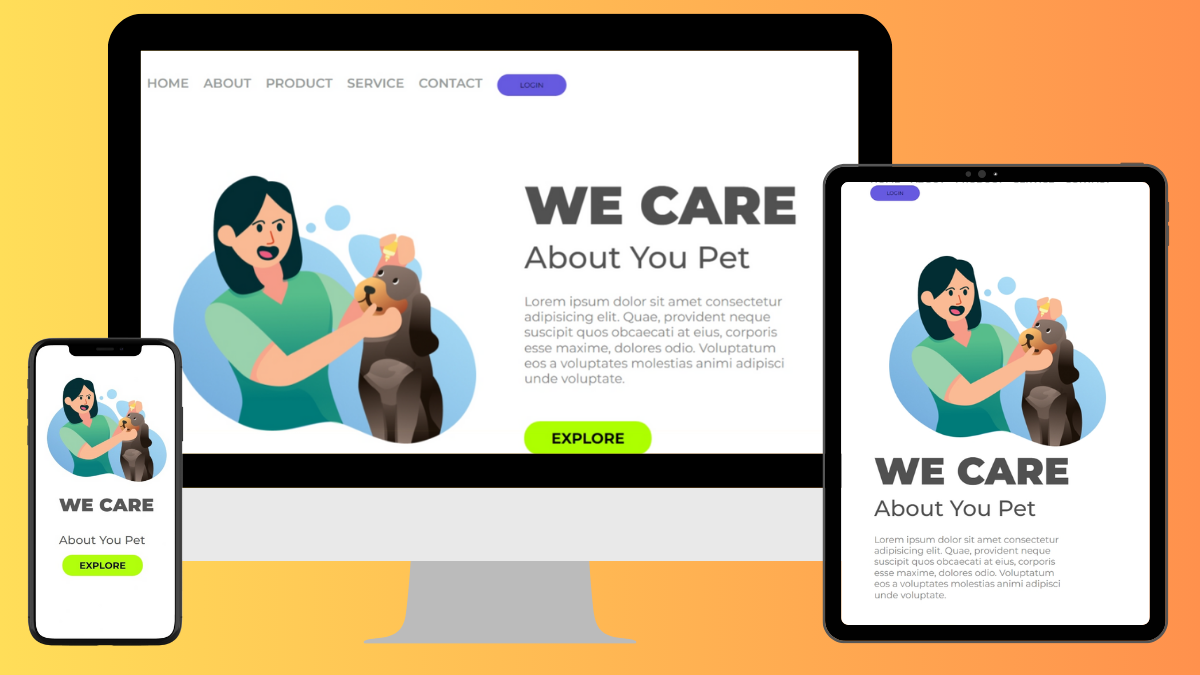 HOME ABOUT PRODUCT SERVICE CONTACT LOGIN
WE CARE
About You Pet
Lorem ipsum dolor sit amet consectetur
adipisicing elit. Quae, provident neque
suscipit quos obcaecati at eius, corporis
esse maxime, dolores odio. Voluptatum
eos a voluptates molestias animi adipisci
unde voluptate.
EXPLORE
WE CARE
About You Pet
EXPLORE
LOGIN
WE CARE
About You Pet
Lorem ipsum dolor sit amet consectetur
adipisicing elit. Quae, provident neque
suscipit quos obcaecati at eius, corporis
esse maxime, dolores odio. Voluptatum
eos a voluptates molestias animi adipisci
unde voluptate.